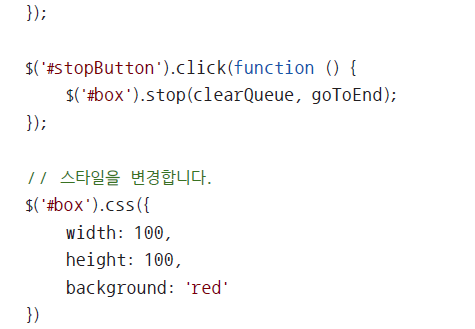 });
$('#stopButton').click(function () {
    $('#box').stop(clearQueue, goToEnd);
});
// 스타일을 변경합니다.
$('#box').css({
    width: 100,
    height: 100,
    background: 'red'
})